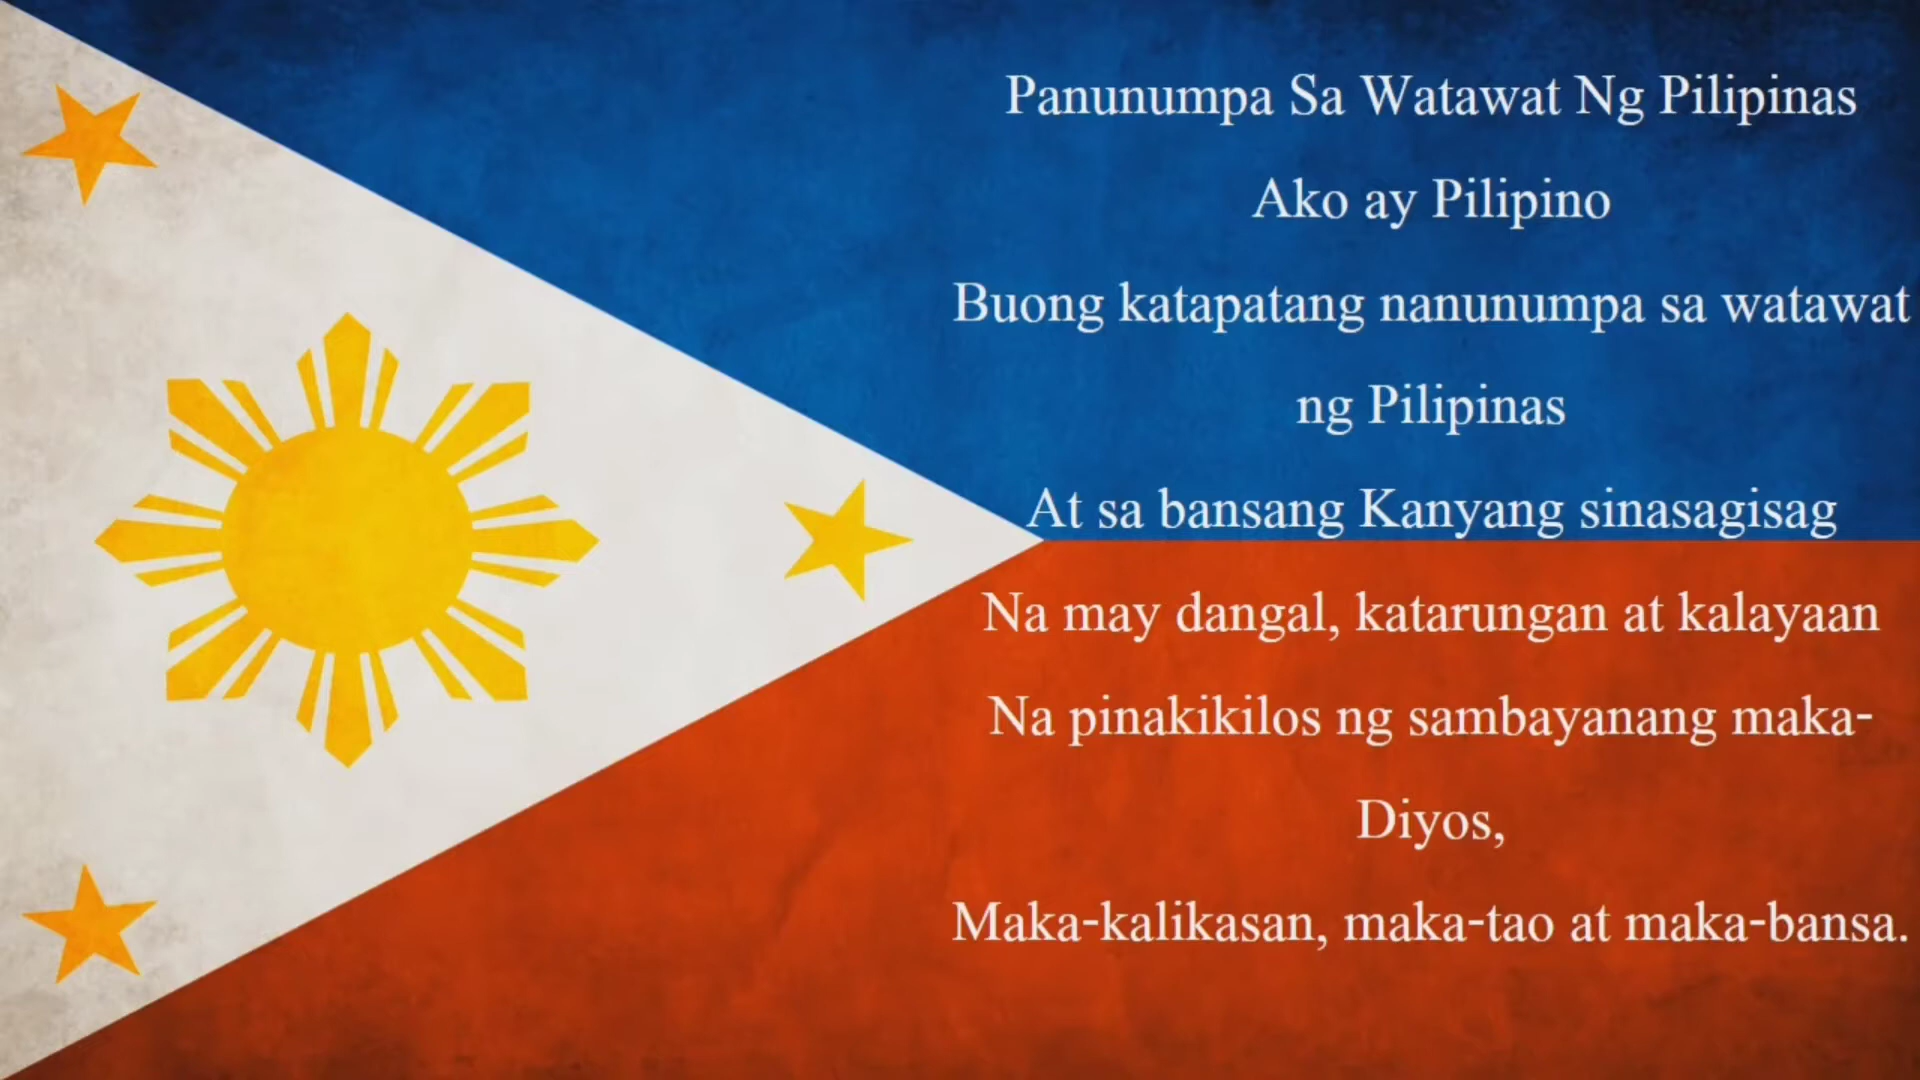 Panunumpa Sa Watawat Ng Pilipinas
Ako ay Pilipino
Buong katapatang nanunumpa sa watawat
ng Pilipinas
At sa bansang Kanyang sinasagisag
Na may dangal, katarungan at kalayaan
Na pinakikilos ng sambayanang maka-
Diyos,
Maka-kalikasan, maka-tao at maka-bansa.